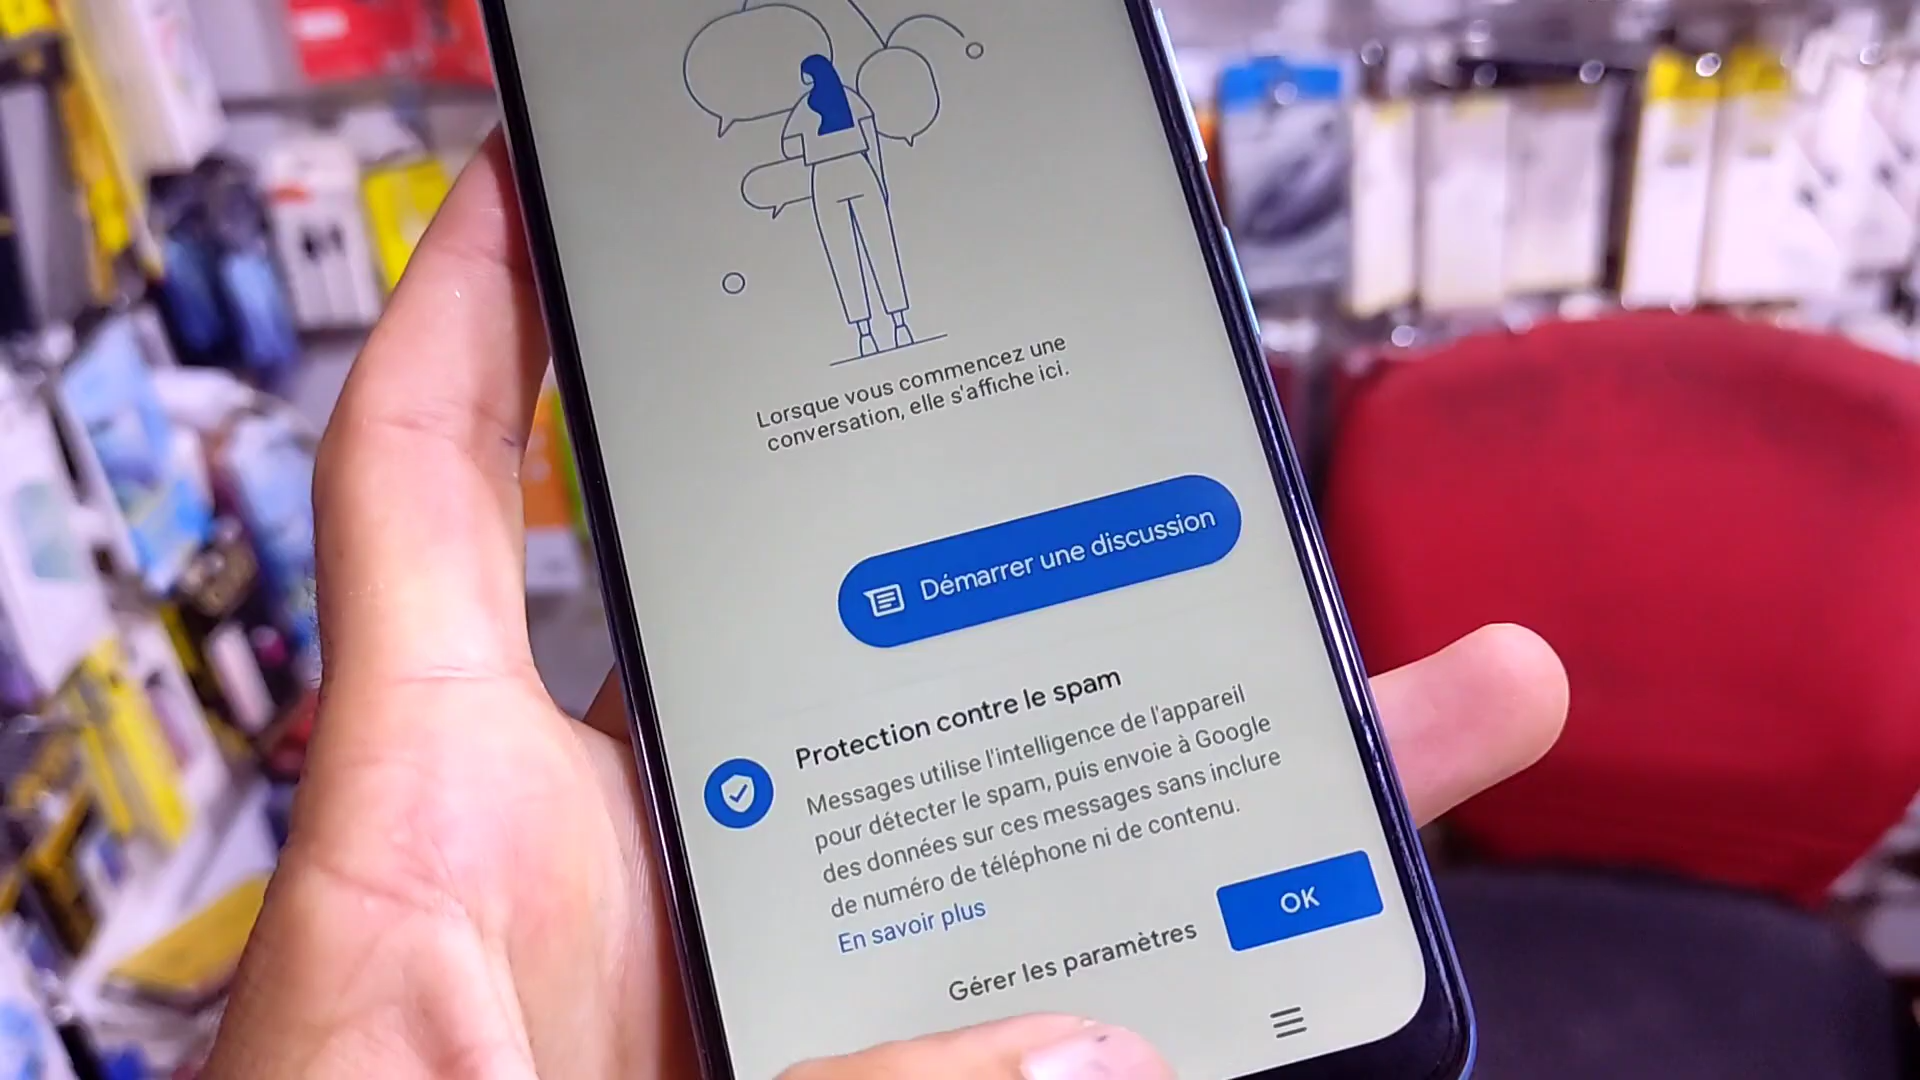 Lorsque vous commencez une
conversation, elle s'affiche ici.
Démarrer une discussion
Protection contre le spam
Messages utilise l'intelligence de l'appareil
pour détecter le spam, puis envoie à Google
des données sur ces messages sans inclure
de numéro de téléphone ni de contenu.
En savoir plus
Gérer les paramètres
OK